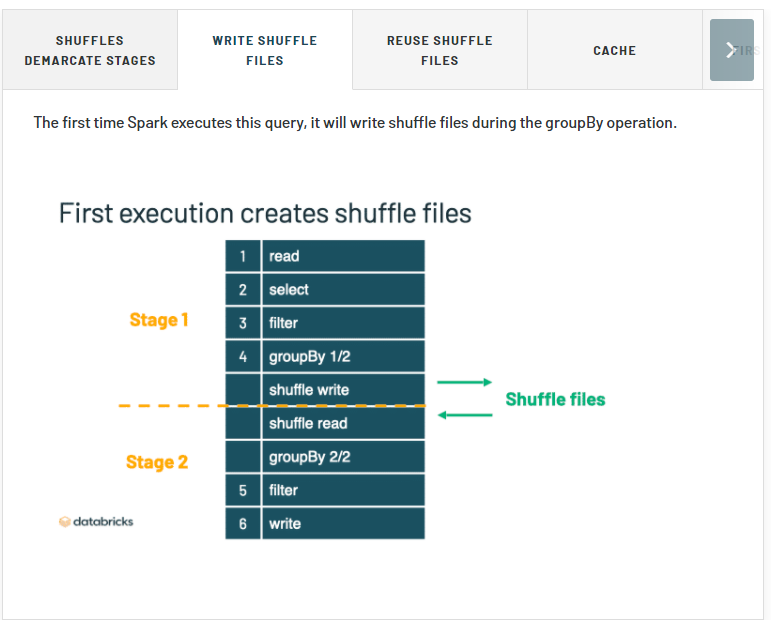 SHUFFLES
DEMARCATE STAGES
WRITE SHUFFLE
FILES
REUSE SHUFFLE
FILES
CACHE
The first time Spark executes this query, it will write shuffle files during the groupBy operation.
First execution creates shuffle files
1 read
2 select
Stage 1
3 filter
4 groupBy 1/2
shuffle write
Shuffle files
shuffle read
groupBy 2/2
Stage 2
5 filter
6 write
databricks